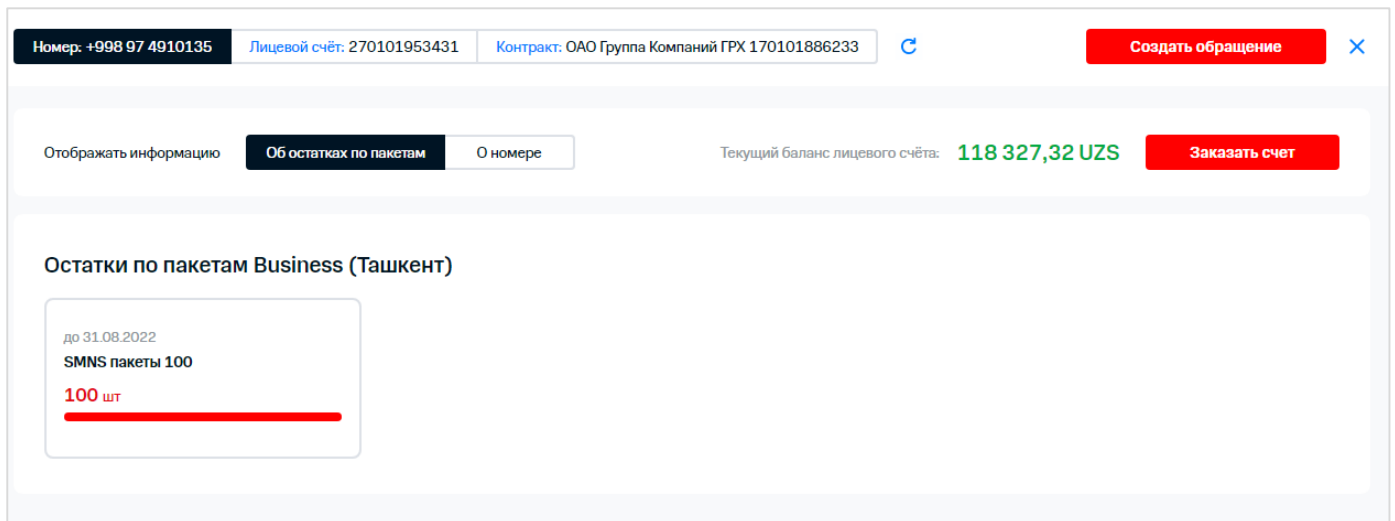 Номер: +998 97 4910135 Лицевой счёт: 270101953431 Контракт: ОАО Группа Компаний ГРХ 170101886233 Создать обращение
Отображать информацию Об остатках по пакетам О номере Текущий баланс лицевого счёта: 118 327,32 UZS Заказать счет
Остатки по пакетам Business (Ташкент)
до 31.08.2022
SMNS пакеты 100
100 шт